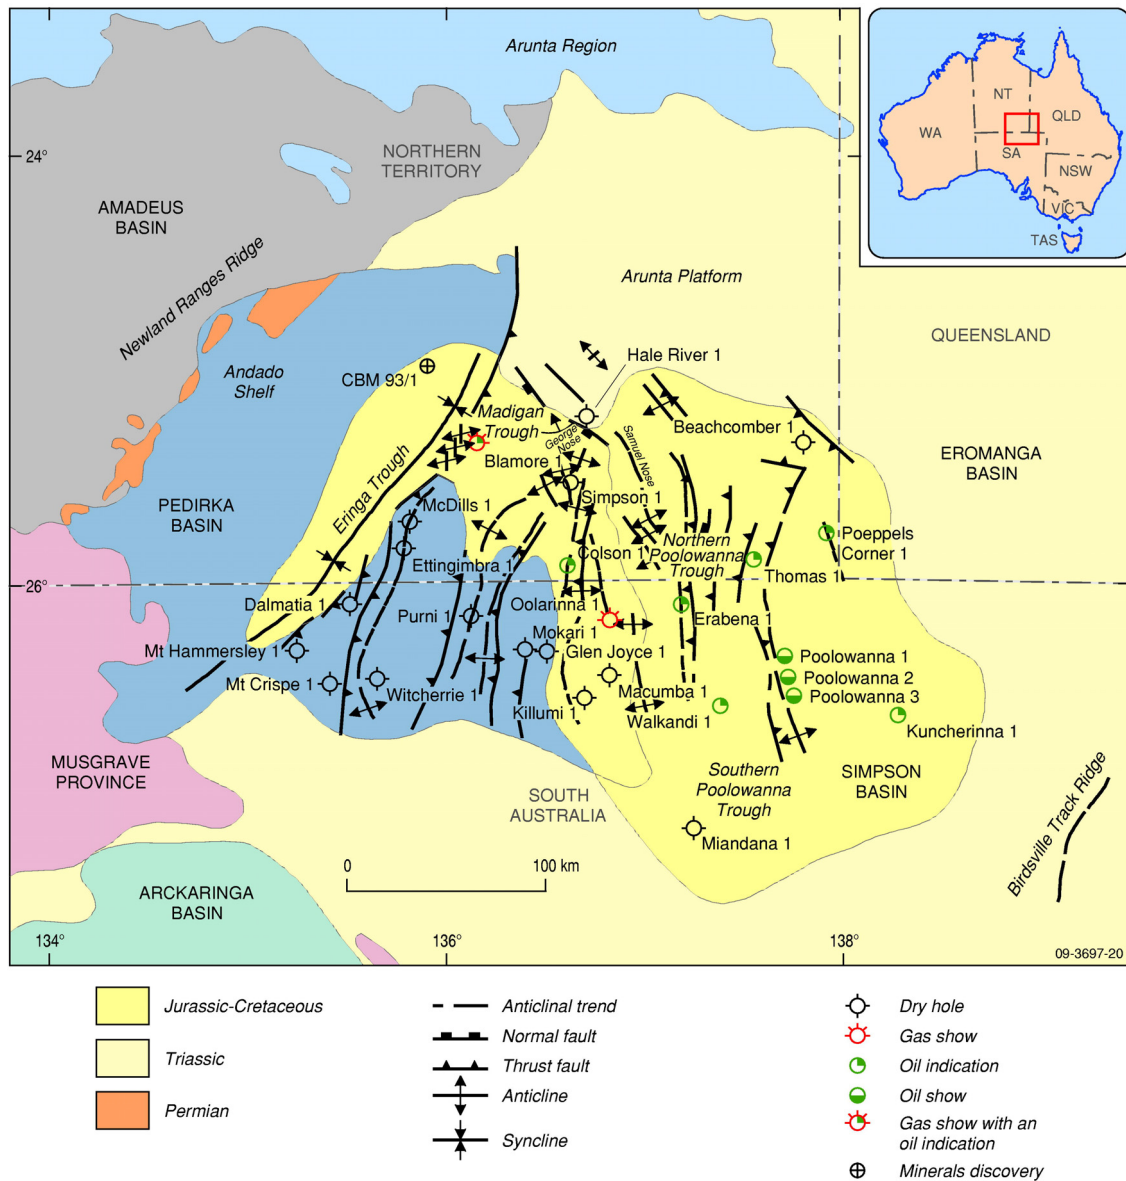 Arunta Region
NT
QLD
WA
SA
NSW
VIC
TAS
24°
NORTHERN
TERRITORY
AMADEUS
BASIN
Newland Ranges Ridge
Arunta Platform
QUEENSLAND
Andado
Shelf
CBM 93/1
Hale River 1
Madigan
Trough
George
Nose
Samuel Nose
Beachcomber 1
Blamore 1
EROMANGA
BASIN
Eringa Trough
PEDIRKA
BASIN
McDills 1
Simpson 1
Northern
Poolowanna
Trough
Poeppels
Corner 1
Colson 1
Ettingimbra 1
Thomas 1
26°
Dalmatia 1
Purni 1
Oolarinna 1
Erabena 1
Mokari 1
Mt Hammersley 1
Glen Joyce 1
Poolowanna 1
Poolowanna 2
Poolowanna 3
Mt Crispe 1
Witcherrie 1
Macumba 1
Killumi 1
Walkandi 1
Kuncherinna 1
MUSGRAVE
PROVINCE
Southern
Poolowanna
Trough
SIMPSON
BASIN
SOUTH
AUSTRALIA
Miandana 1
Birdsville Track Ridge
0
100 km
ARCKARINGA
BASIN
134°
136°
138°
09-3697-20
Jurassic-Cretaceous
Triassic
Permian
Anticlinal trend
Normal fault
Thrust fault
Anticline
Syncline
Dry hole
Gas show
Oil indication
Oil show
Gas show with an
oil indication
Minerals discovery